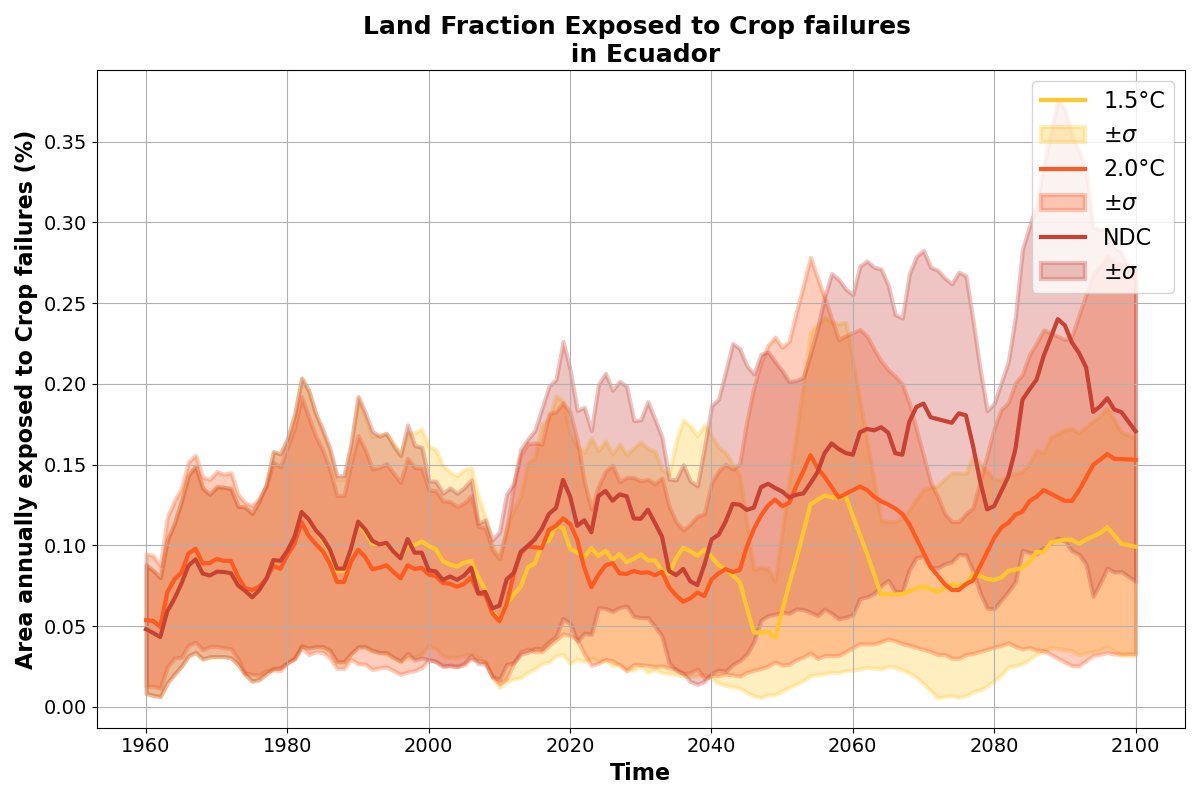 Land Fraction Exposed to Crop failures
in Ecuador
Area annually exposed to Crop failures (%)
0.35
0.30
0.25
0.20
0.15
0.10
0.05
0.00
1.5°C
±σ
2.0°C
±σ
NDC
±σ
1960 1980 2000 2020 2040 2060 2080 2100
Time